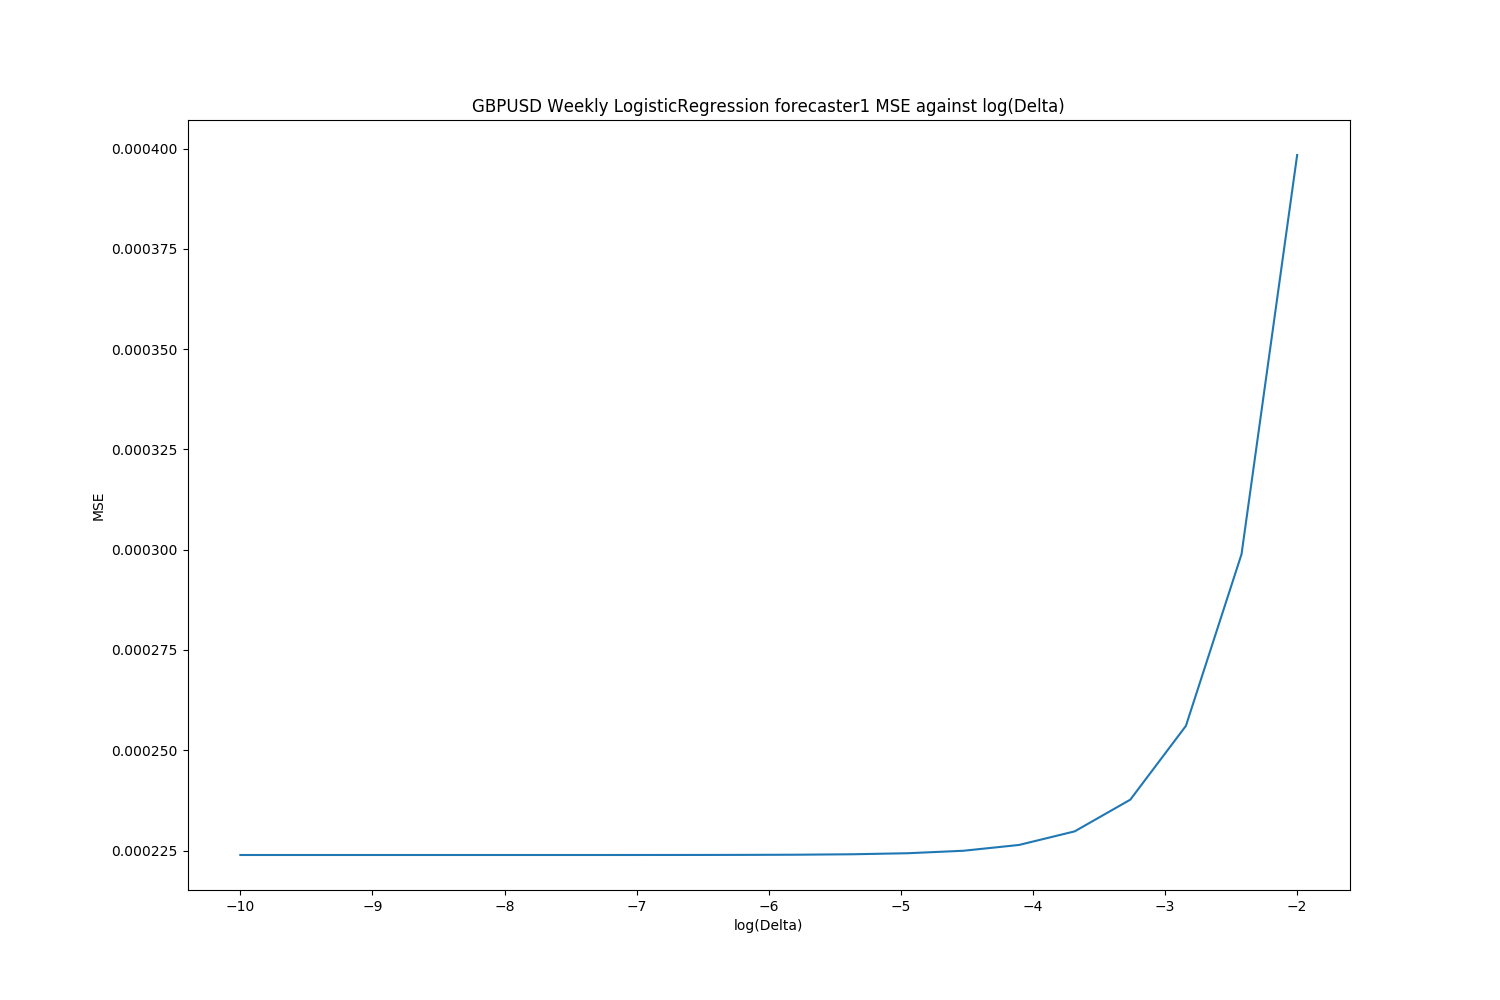 GBPUSD Weekly LogisticRegression forecaster1 MSE against log(Delta)
0.000400
0.000375
0.000350
0.000325
0.000300
0.000275
0.000250
0.000225
MSE
−10 −9 −8 −7 −6 −5 −4 −3 −2
log(Delta)